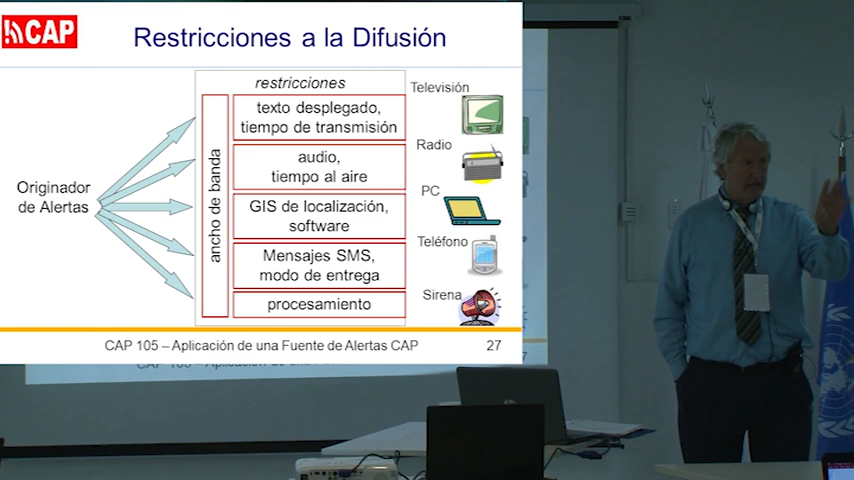 CAP
Restricciones a la Difusión
restricciones
Televisión
texto desplegado,
tiempo de transmisión
Radio
audio,
tiempo al aire
Originador
de Alertas
ancho de banda
PC
GIS de localización,
software
Teléfono
Mensajes SMS,
modo de entrega
Sirena
procesamiento
CAP 105 – Aplicación de una Fuente de Alertas CAP
27